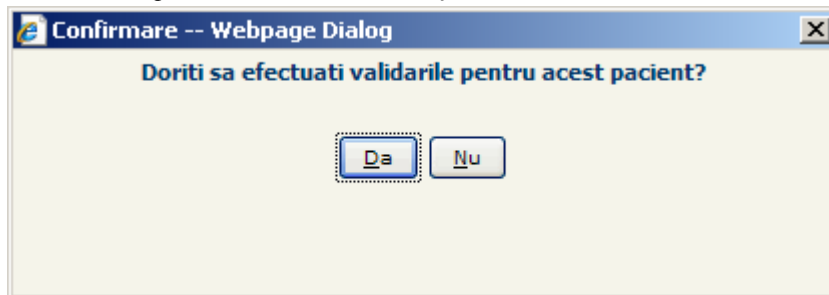 Confirmare -- Webpage Dialog
Doriti sa efectuati validarile pentru acest pacient?
Da Nu